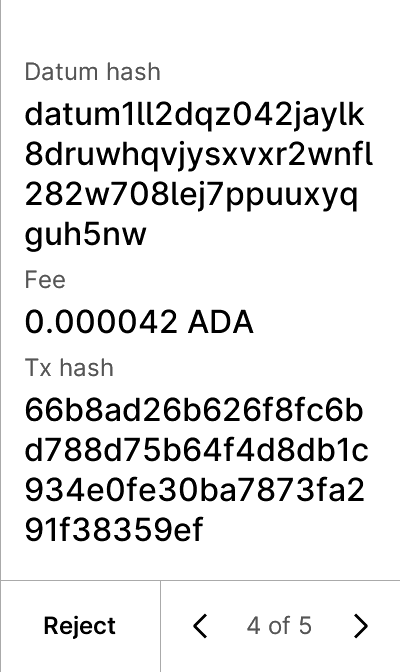 Datum hash
datum1ll2dqz042jaylk
8druwhqvjysxvxr2wnfl
282w708lej7ppuuxyq
guh5nw
Fee
0.000042 ADA
Tx hash
66b8ad26b626f8fc6b
d788d75b64f4d8db1c
934e0fe30ba7873fa2
91f38359ef
Reject
4 of 5